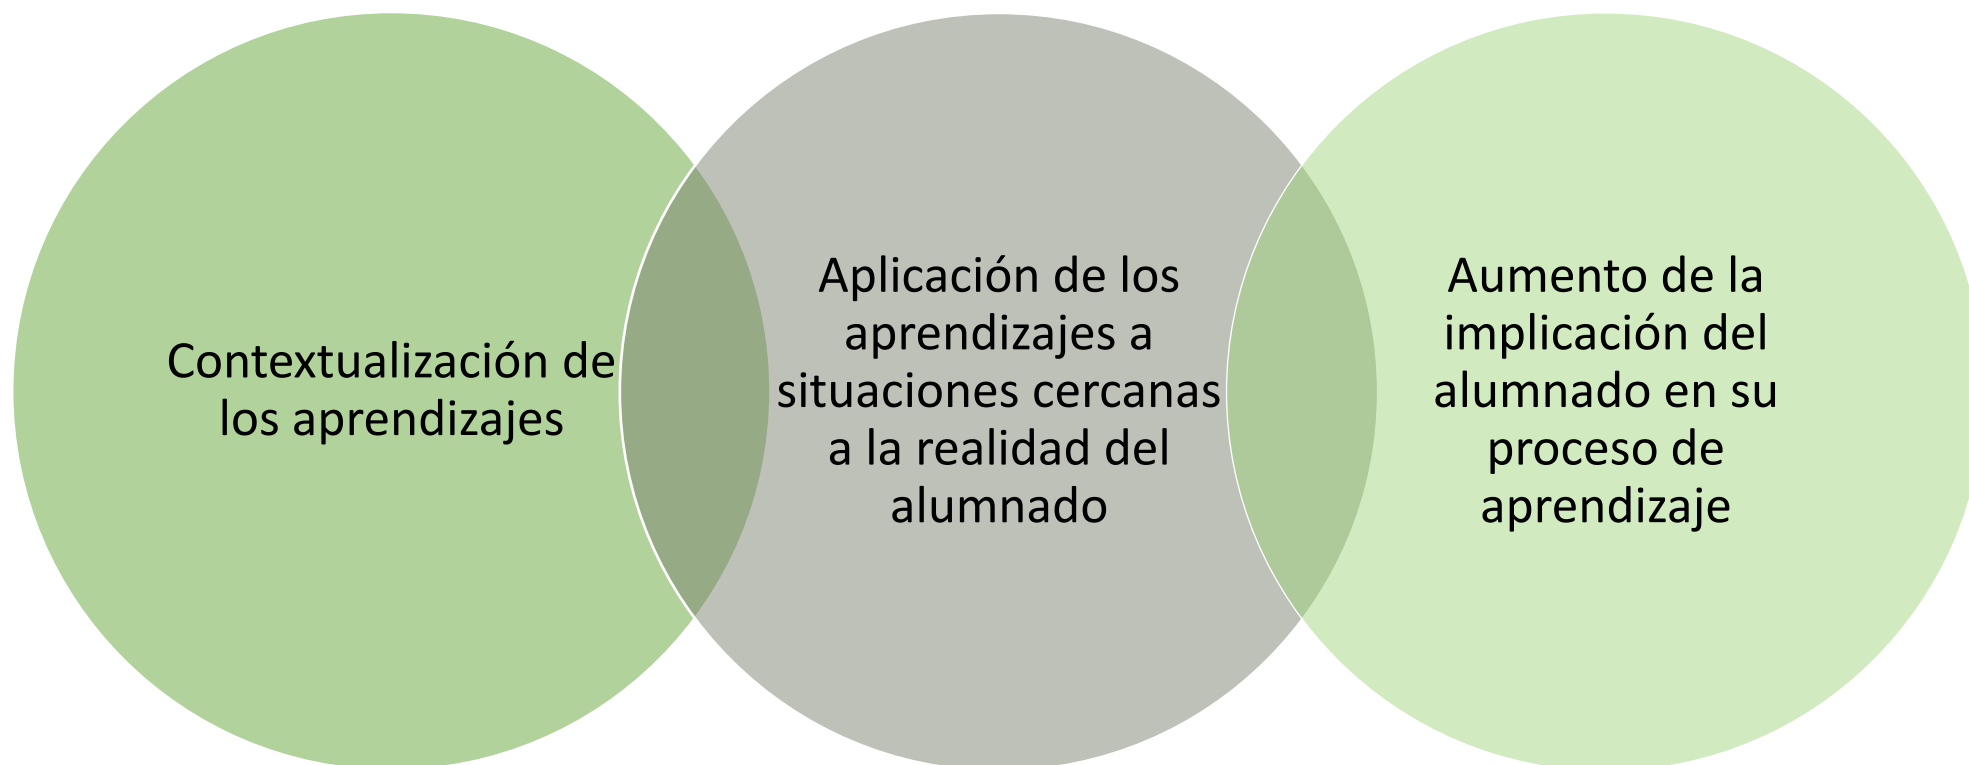 Contextualización de
los aprendizajes
Aplicación de los
aprendizajes a
situaciones cercanas
a la realidad del
alumnado
Aumento de la
implicación del
alumnado en su
proceso de
aprendizaje